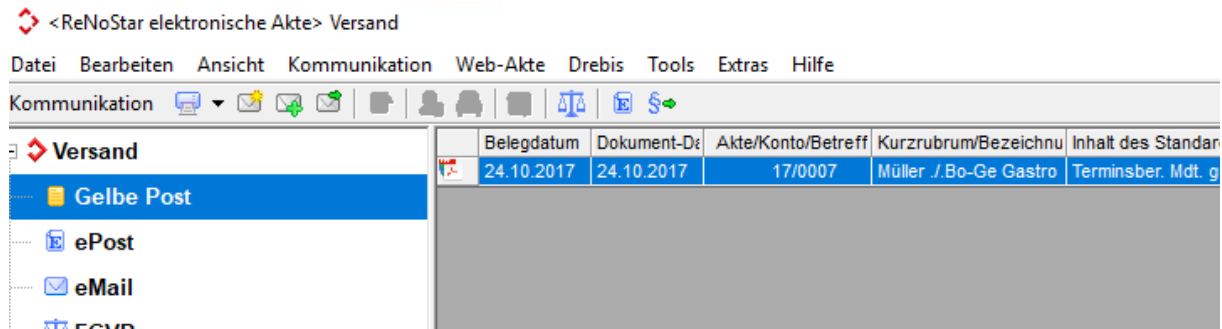 <ReNoStar elektronische Akte> Versand
Datei Bearbeiten Ansicht Kommunikation Web-Akte Drebis Tools Extras Hilfe
Kommunikation
Versand
Belegdatum Dokument-Da Akte/Konto/Betreff Kurzrubrum/Bezeichnu Inhalt des Standar
24.10.2017 24.10.2017 17/0007 Müller ./.Bo-Ge Gastro Terminsber. Mdt. g
Gelbe Post
ePost
eMail